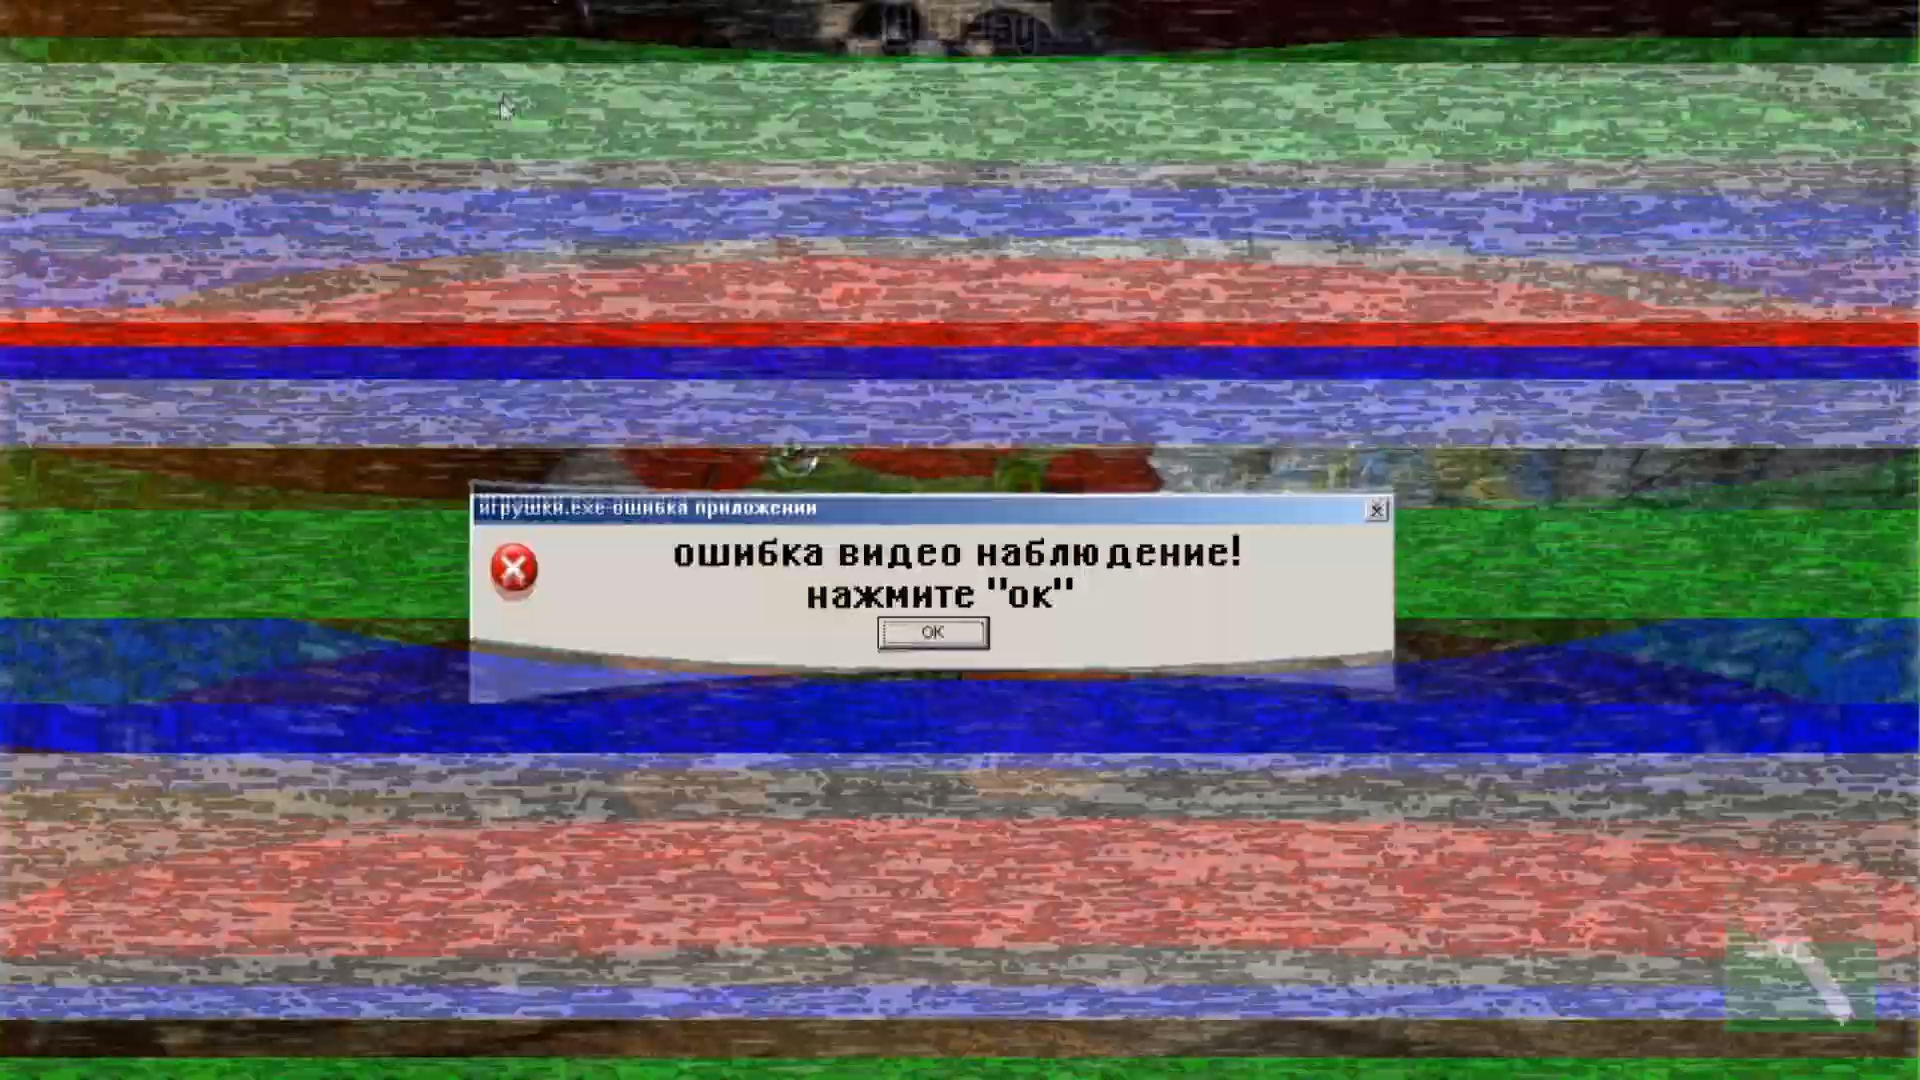 игрушки.exe-ошибка приложении
ошибка видео наблюдение!
нажмите "ок"
OK